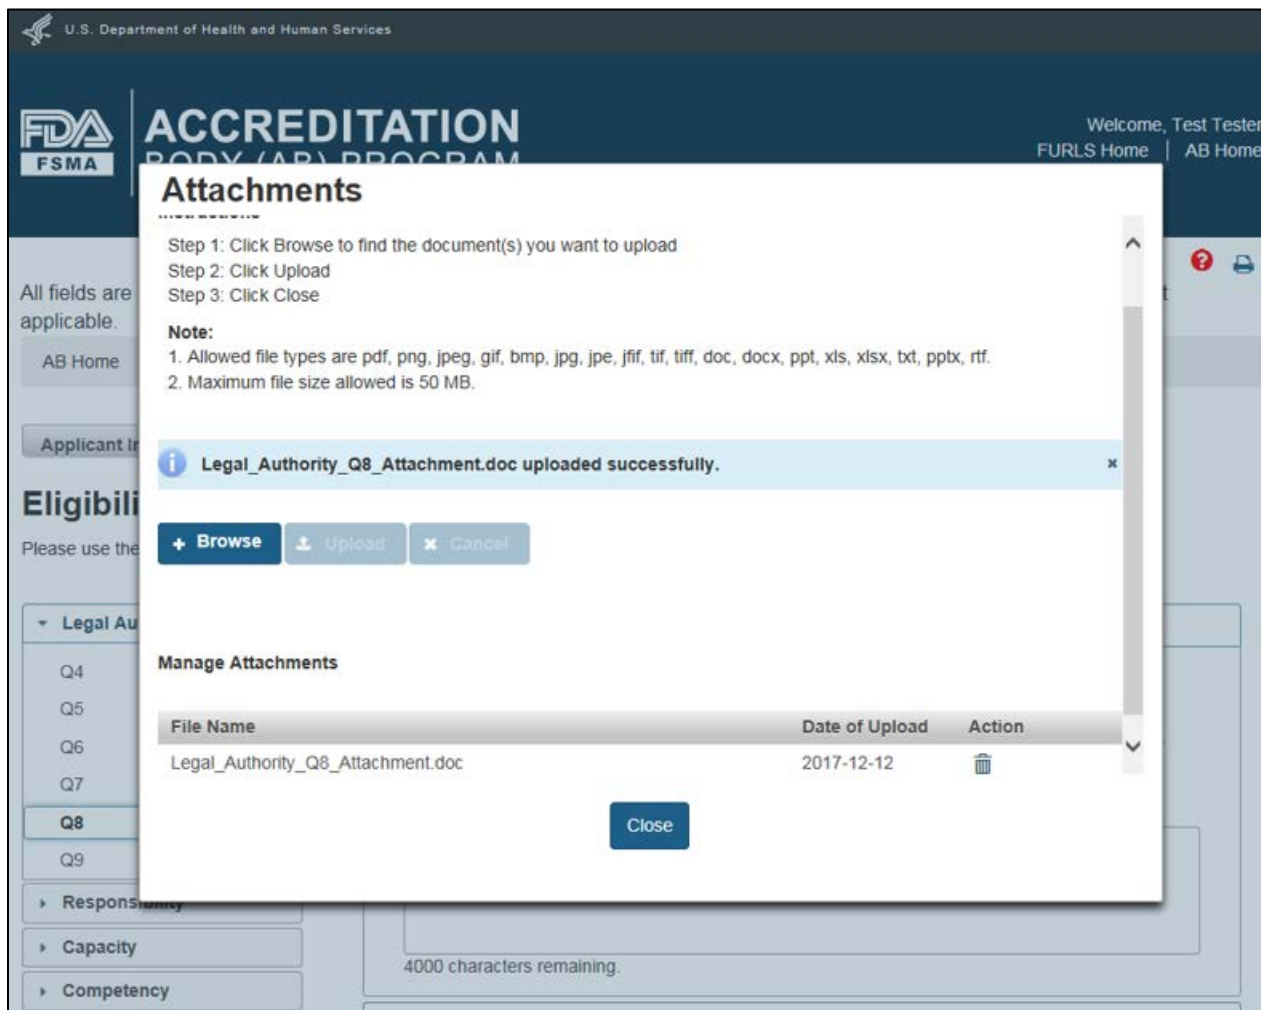 U.S. Department of Health and Human Services
FDA
FSMA
ACCREDITATION
BODY (AB) PROGRAM
Welcome, Test Tester
FURLS Home | AB Home
Attachments
Instructions
Step 1: Click Browse to find the document(s) you want to upload
Step 2: Click Upload
Step 3: Click Close
Note:
1. Allowed file types are pdf, png, jpeg, gif, bmp, jpg, jpe, jfif, tif, tiff, doc, docx, ppt, xls, xlsx, txt, pptx, rtf.
2. Maximum file size allowed is 50 MB.
All fields are
applicable.
AB Home
Applicant
Legal_Authority_Q8_Attachment.doc uploaded successfully.
Eligibili
Please use the
+ Browse
Upload
Cancel
Legal Au
Q4
Q5
Q6
Q7
Q8
Q9
Manage Attachments
File Name Date of Upload Action
Legal_Authority_Q8_Attachment.doc 2017-12-12
Close
Responsibility
Capacity
Competency
4000 characters remaining.